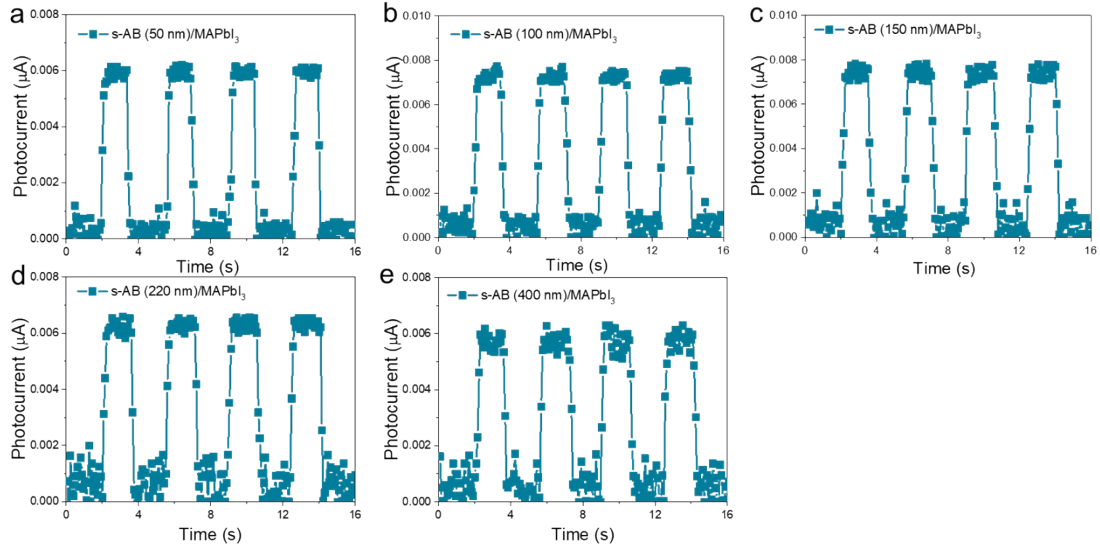 a
s-AB (50 nm)/MAPbI₃
Photocurrent (μA)
0.008
0.006
0.004
0.002
0.000
0 4 8 12 16
Time (s)
b
s-AB (100 nm)/MAPbI₃
Photocurrent (μA)
0.010
0.008
0.006
0.004
0.002
0.000
0 4 8 12 16
Time (s)
c
s-AB (150 nm)/MAPbI₃
Photocurrent (μA)
0.010
0.008
0.006
0.004
0.002
0.000
0 4 8 12 16
Time (s)
d
s-AB (220 nm)/MAPbI₃
Photocurrent (μA)
0.008
0.006
0.004
0.002
0.000
0 4 8 12 16
Time (s)
e
s-AB (400 nm)/MAPbI₃
Photocurrent (μA)
0.008
0.006
0.004
0.002
0.000
0 4 8 12 16
Time (s)